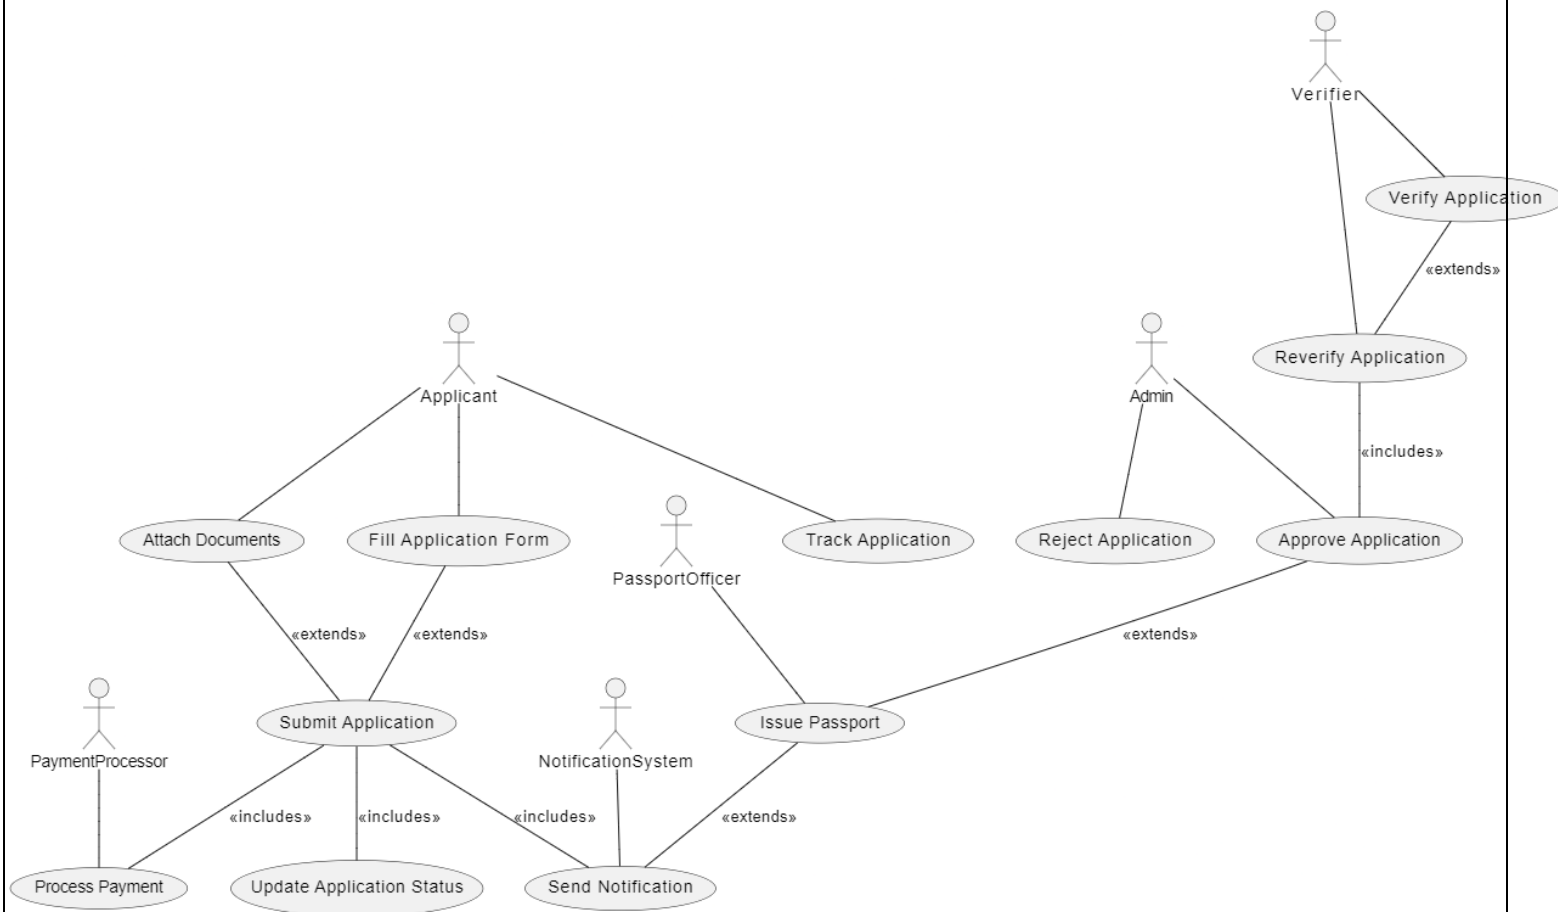 Verifier
Verify Application
«extends»
Reverify Application
Applicant
Admin
«includes»
Attach Documents
Fill Application Form
Track Application
Reject Application
Approve Application
PassportOfficer
«extends»
«extends»
«extends»
Submit Application
Issue Passport
PaymentProcessor
NotificationSystem
«includes»
«includes»
«includes»
«extends»
Process Payment
Update Application Status
Send Notification